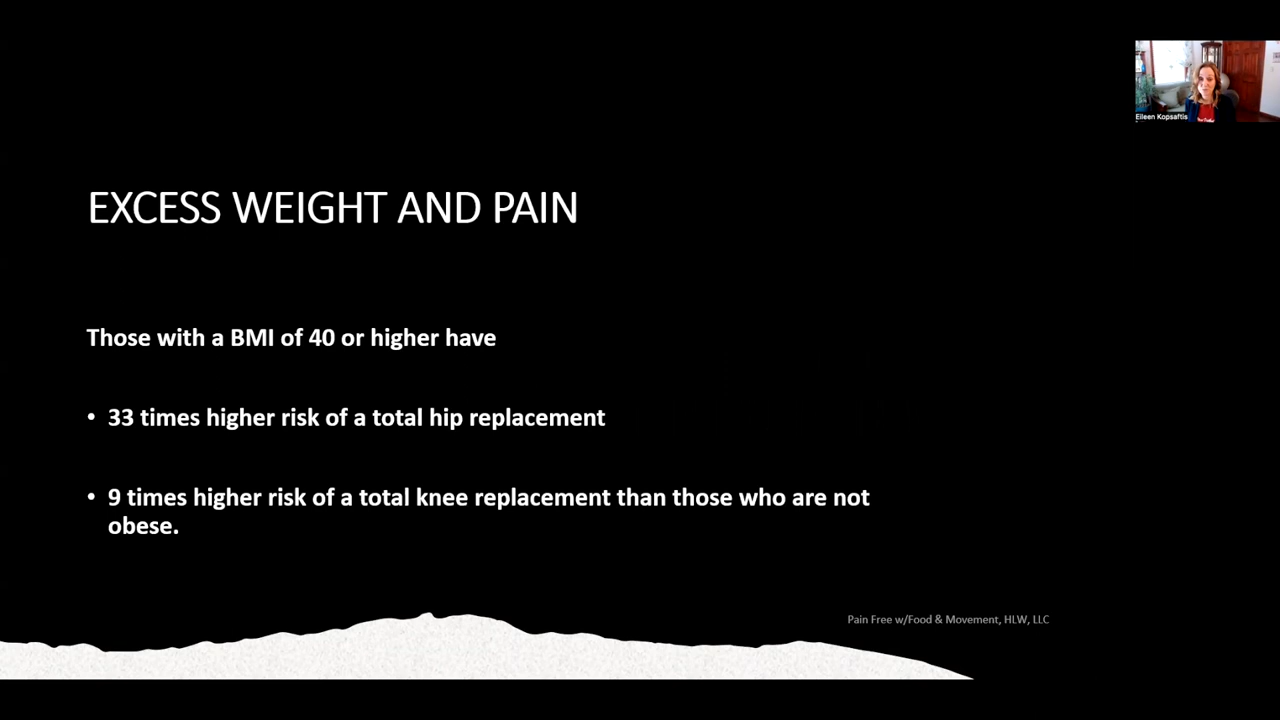 Eileen Kopsaftis
EXCESS WEIGHT AND PAIN
Those with a BMI of 40 or higher have
• 33 times higher risk of a total hip replacement
• 9 times higher risk of a total knee replacement than those who are not
obese.
Pain Free w/Food & Movement, HLW, LLC